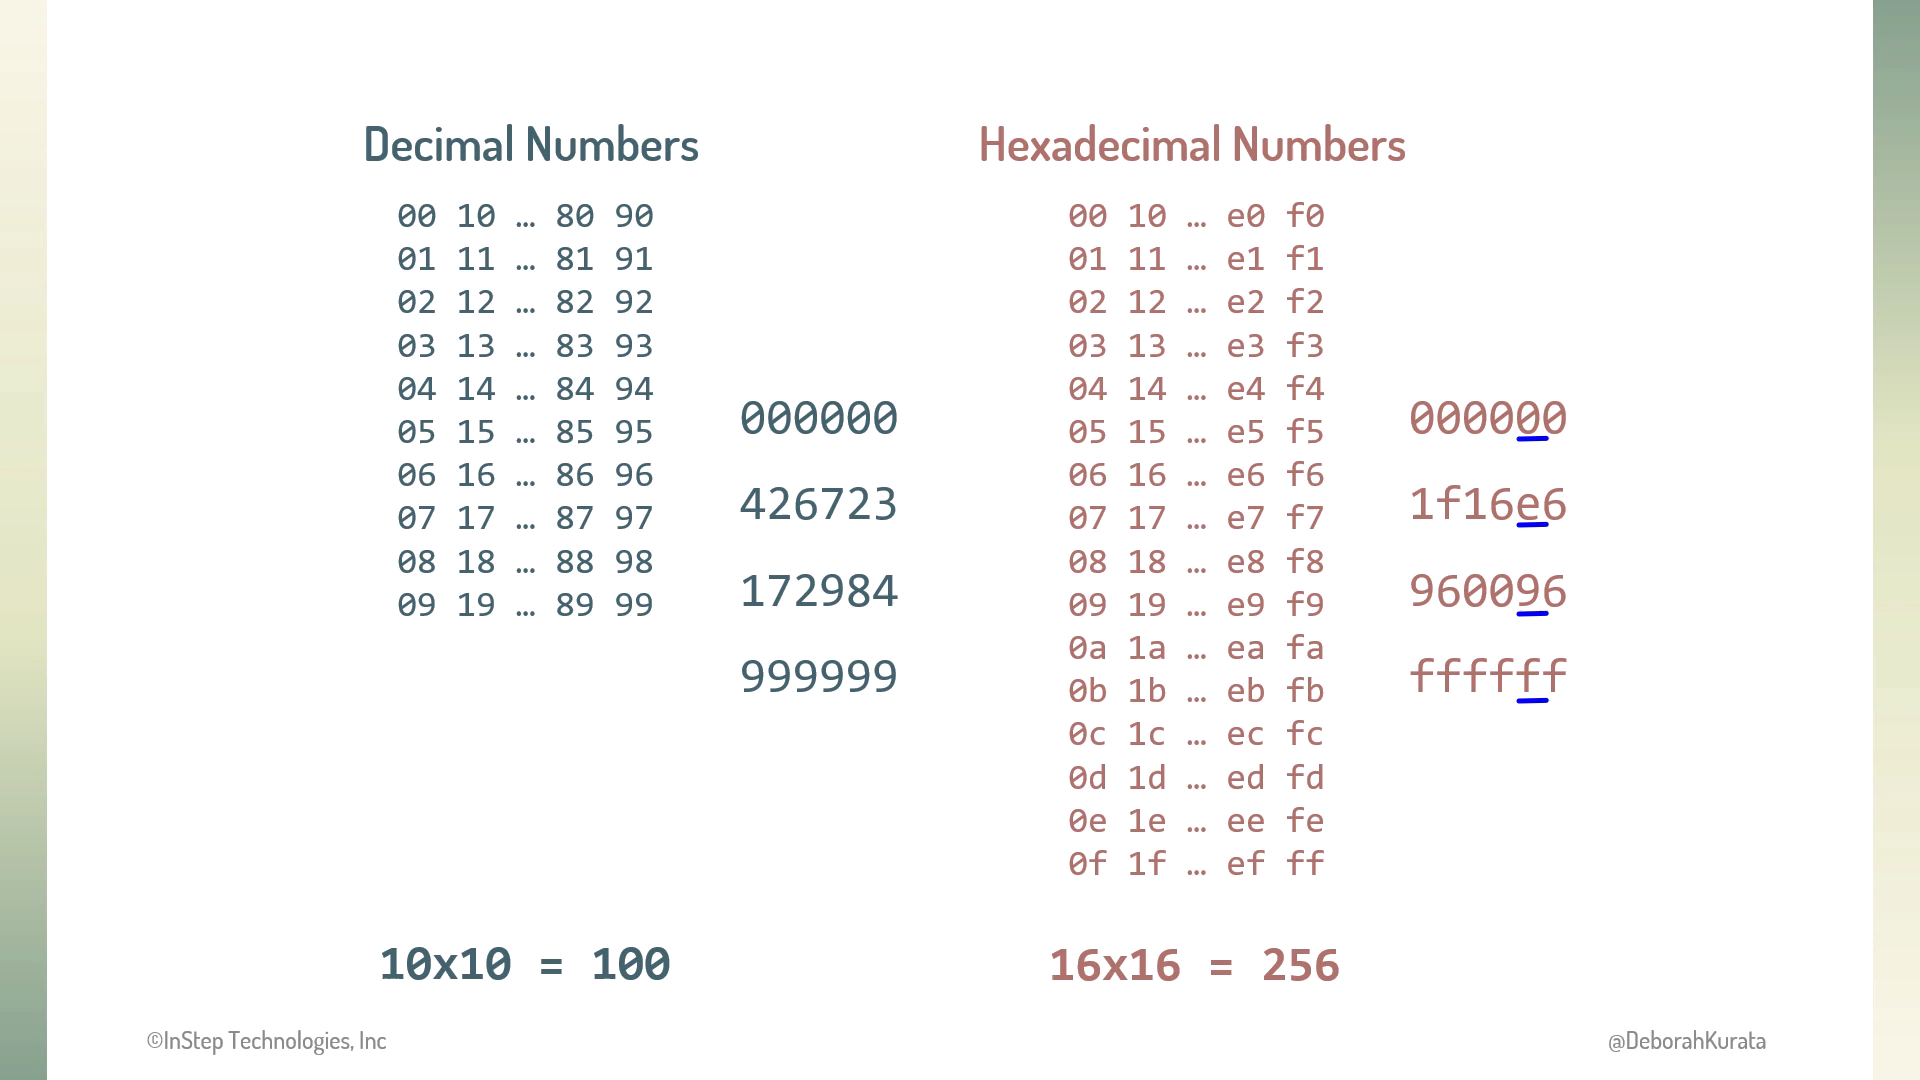 Decimal Numbers
00 10 … 80 90
01 11 … 81 91
02 12 … 82 92
03 13 … 83 93
04 14 … 84 94
05 15 … 85 95
06 16 … 86 96
07 17 … 87 97
08 18 … 88 98
09 19 … 89 99
000000
426723
172984
999999
10x10 = 100
Hexadecimal Numbers
00 10 … e0 f0
01 11 … e1 f1
02 12 … e2 f2
03 13 … e3 f3
04 14 … e4 f4
05 15 … e5 f5
06 16 … e6 f6
07 17 … e7 f7
08 18 … e8 f8
09 19 … e9 f9
0a 1a … ea fa
0b 1b … eb fb
0c 1c … ec fc
0d 1d … ed fd
0e 1e … ee fe
0f 1f … ef ff
000000
1f16e6
960096
ffffff
16x16 = 256
©InStep Technologies, Inc
@DeborahKurata